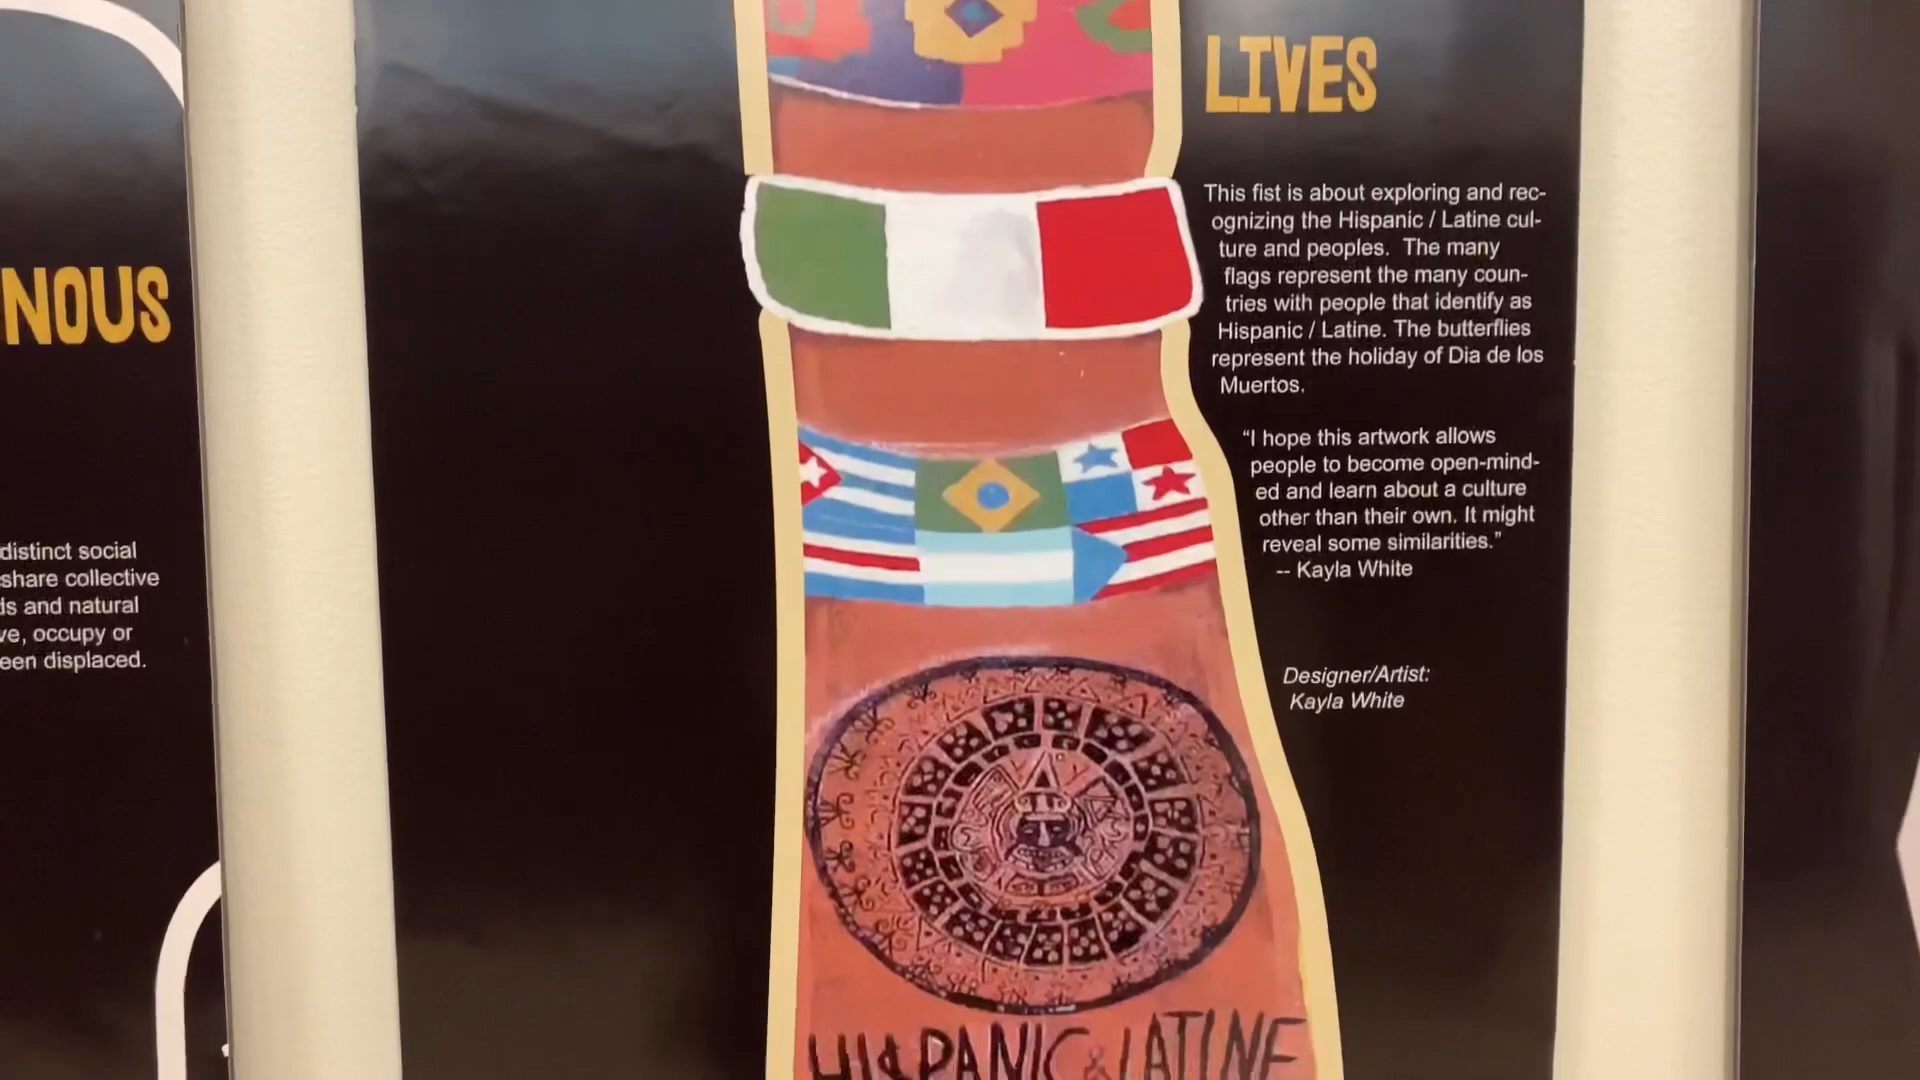 NOUS
distinct social
share collective
ds and natural
ve, occupy or
een displaced.
LIVES
This fist is about exploring and rec-
ognizing the Hispanic / Latine cul-
ture and peoples. The many
flags represent the many coun-
tries with people that identify as
Hispanic / Latine. The butterflies
represent the holiday of Dia de los
Muertos.
“I hope this artwork allows
people to become open-mind-
ed and learn about a culture
other than their own. It might
reveal some similarities.”
-- Kayla White
Designer/Artist:
Kayla White
HISPANIC & LATINE